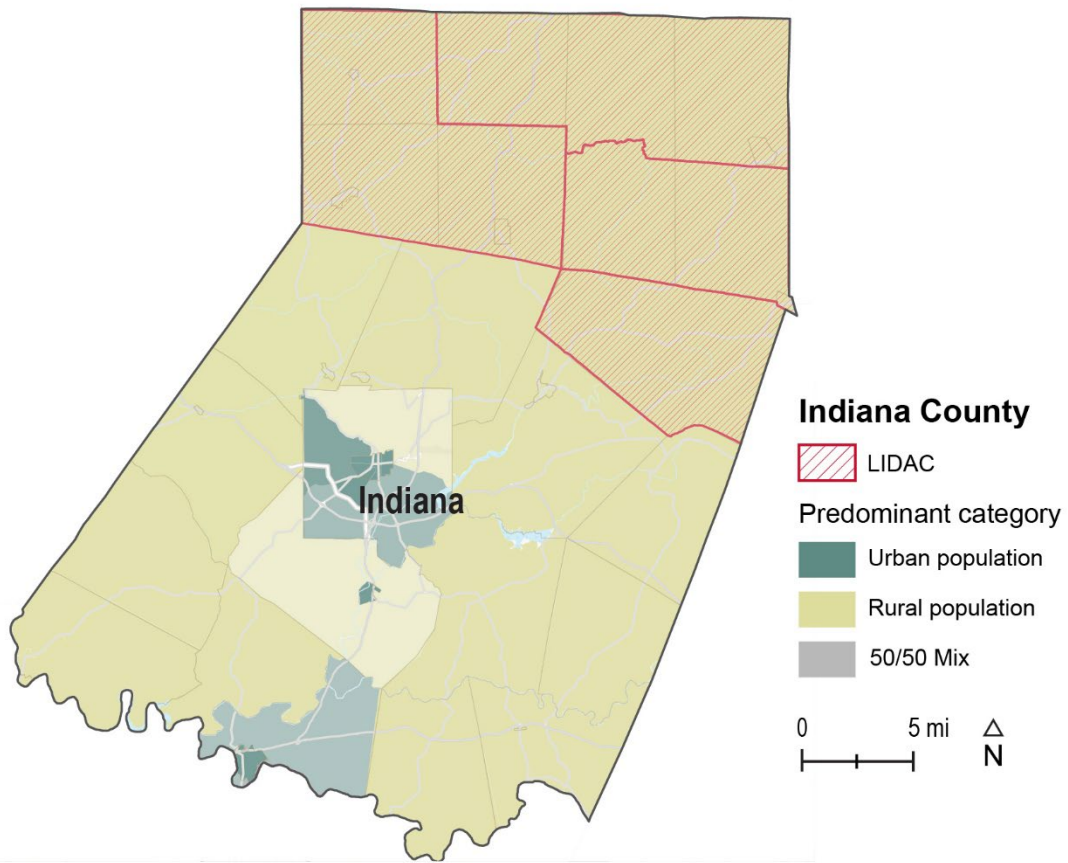 Indiana
Indiana County
LIDAC
Predominant category
Urban population
Rural population
50/50 Mix
0 5 mi
N